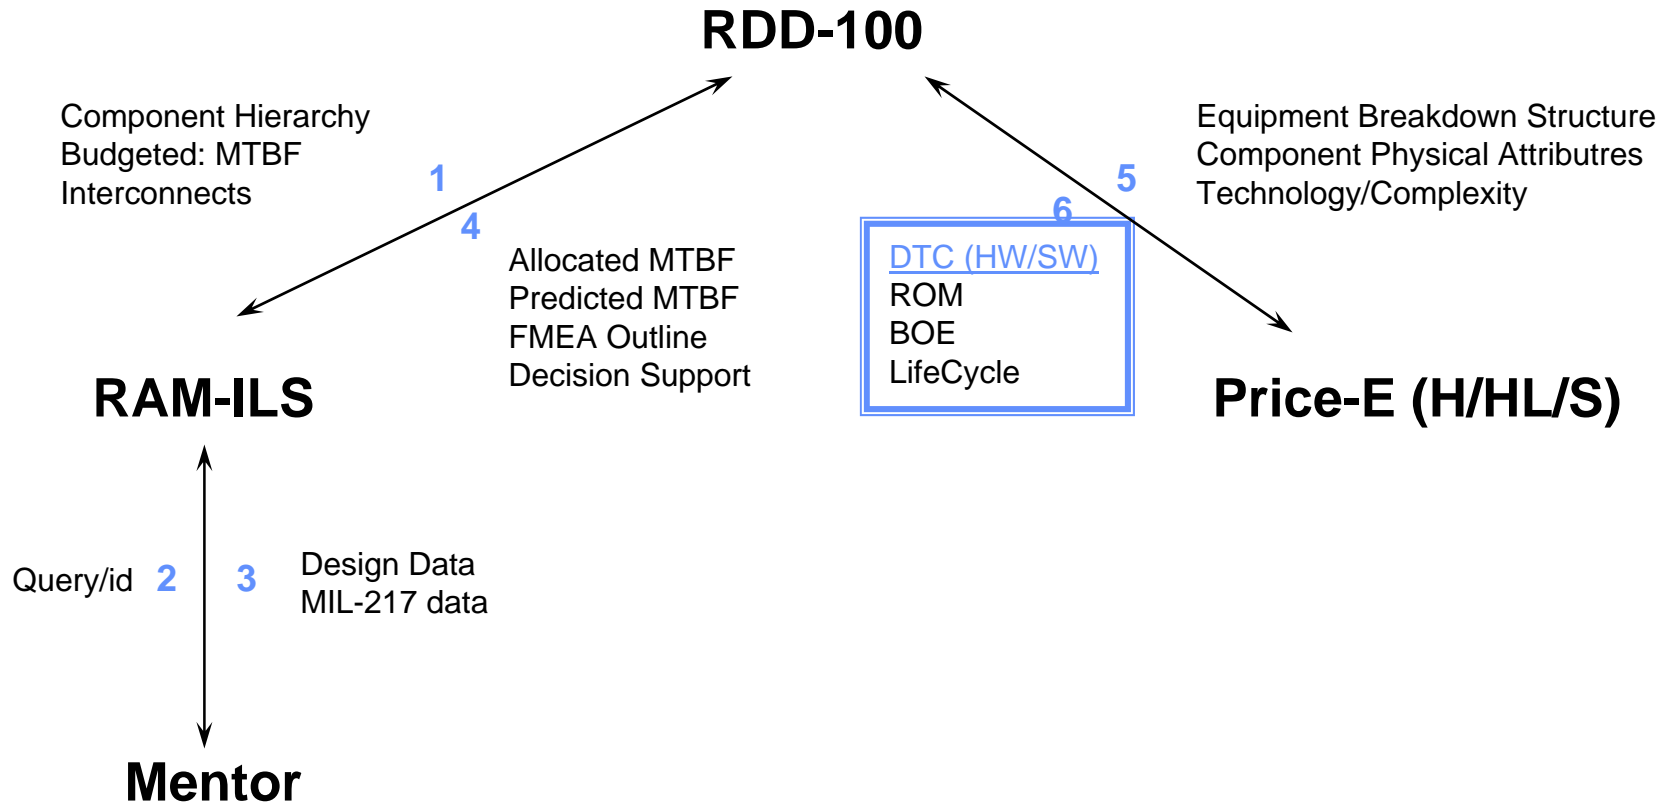 RDD-100
Component Hierarchy
Budgeted: MTBF
Interconnects
1
4
Allocated MTBF
Predicted MTBF
FMEA Outline
Decision Support
Equipment Breakdown Structure
Component Physical Attributres
Technology/Complexity
5
6
DTC (HW/SW)
ROM
BOE
LifeCycle
RAM-ILS
Price-E (H/HL/S)
Query/id
2
3
Design Data
MIL-217 data
Mentor